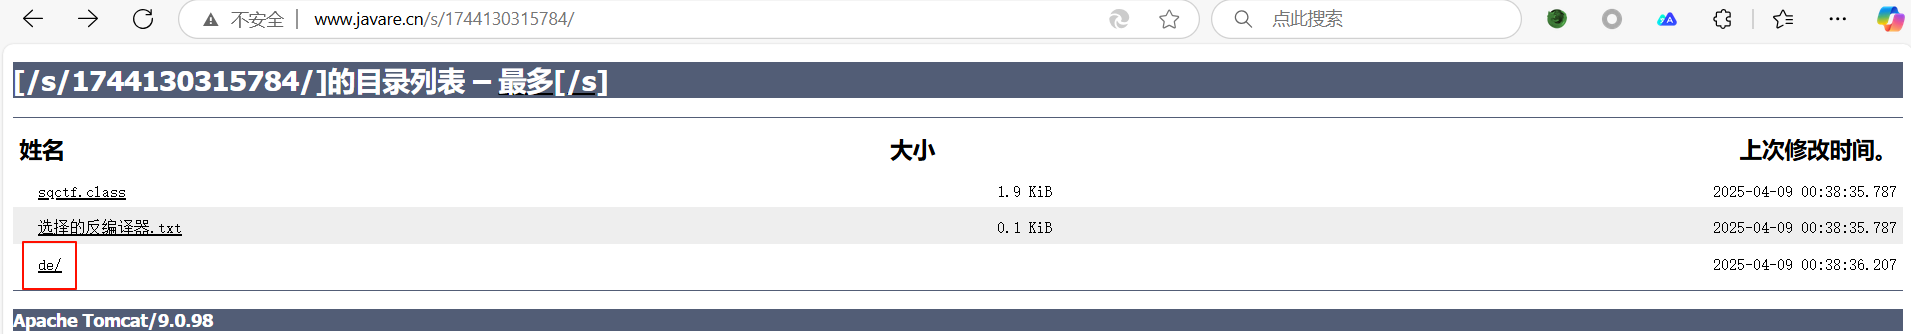 不安全 www.javare.cn/s/1744130315784/ 点此搜索
[/s/1744130315784/]的目录列表 – 最多[/s]
姓名 大小 上次修改时间。
sqctf.class 1.9 KiB 2025-04-09 00:38:35.787
选择的反编译器.txt 0.1 KiB 2025-04-09 00:38:35.787
de/ 2025-04-09 00:38:36.207
Apache Tomcat/9.0.98